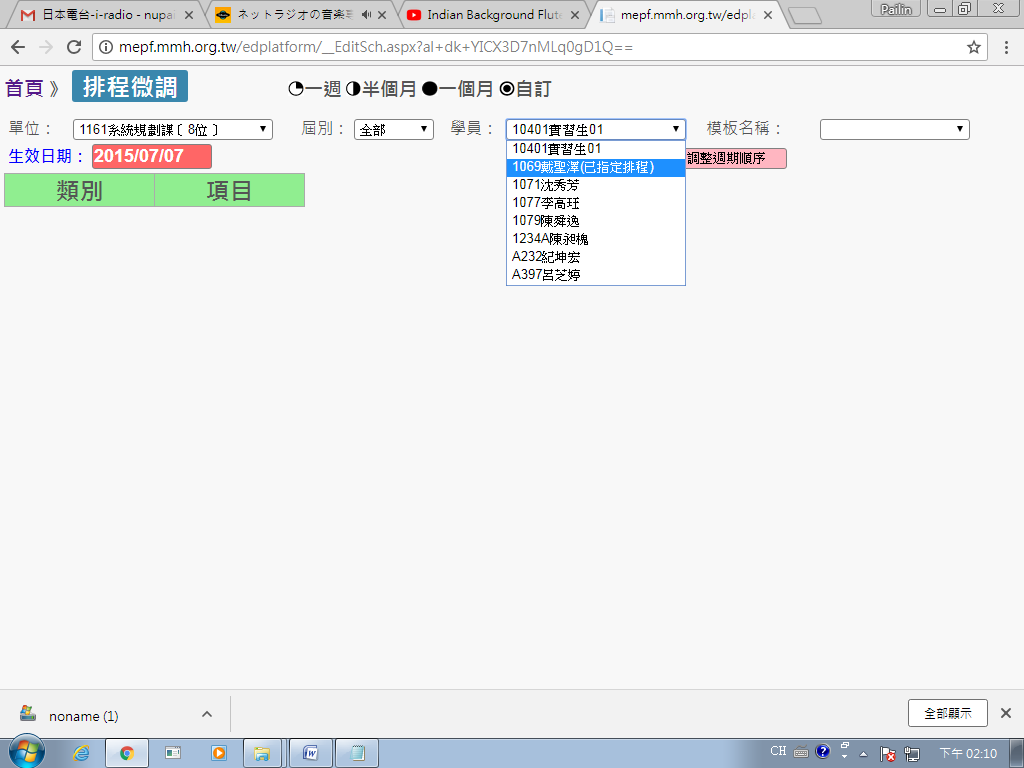 日本電台-i-radio - nupa
ネットラジオの音楽
Indian Background Flute
mepf.mmh.org.tw/edpl
Pailin
mepf.mmh.org.tw/edplatform/__EditSch.aspx?al+dk+YICX3D7nMLq0gD1Q==
首頁 》 排程微調 一週 半個月 一個月 自訂
單位： 1161系統規劃課〔8位〕 屆別： 全部 學員： 10401實習生01 模板名稱：
生效日期： 2015/07/07 調整週期順序
類別 項目
10401實習生01
1069戴聖澤(已指定排程)
1071沈秀芳
1077李高玨
1079陳舜逸
1234A陳昶槐
A232紀坤宏
A397呂芝婷
noname (1)
全部顯示
CH
下午 02:10